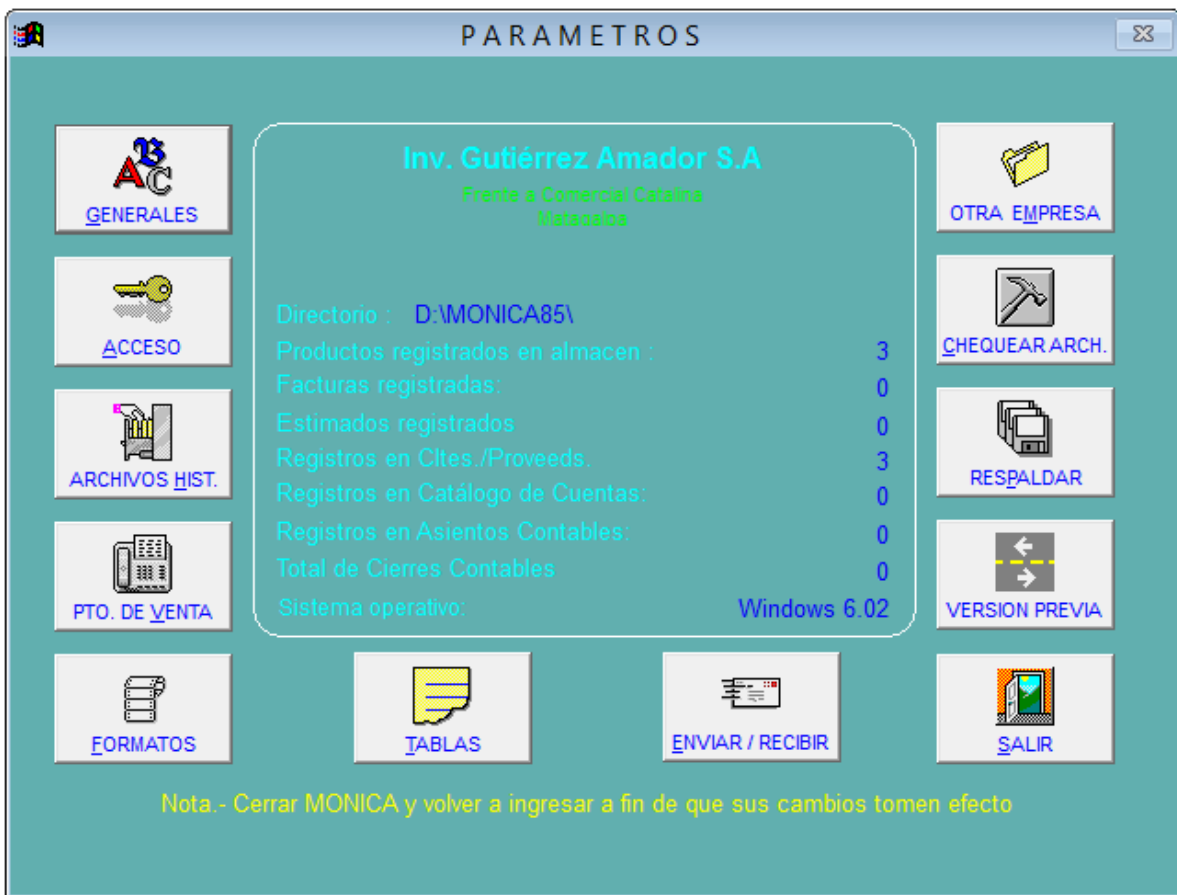 PARAMETROS
GENERALES
ACCESO
ARCHIVOS HIST.
PTO. DE VENTA
FORMATOS
Inv. Gutiérrez Amador S.A
Frente a Comercial Catalina
Matagalpa
Directorio : D:\MONICA85\
Productos registrados en almacen : 3
Facturas registradas: 0
Estimados registrados 0
Registros en Cltes./Proveeds. 3
Registros en Catálogo de Cuentas: 0
Registros en Asientos Contables: 0
Total de Cierres Contables 0
Sistema operativo: Windows 6.02
TABLAS
ENVIAR / RECIBIR
OTRA EMPRESA
CHEQUEAR ARCH.
RESPALDAR
VERSION PREVIA
SALIR
Nota.- Cerrar MONICA y volver a ingresar a fin de que sus cambios tomen efecto